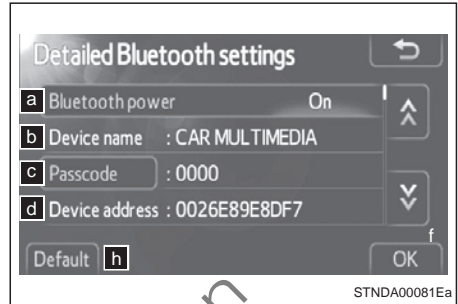 Detailed Bluetooth settings
a Bluetooth power On
b Device name : CAR MULTIMEDIA
c Passcode : 0000
d Device address : 0026E89E8DF7
f
Default h OK
STNDA00081Ea